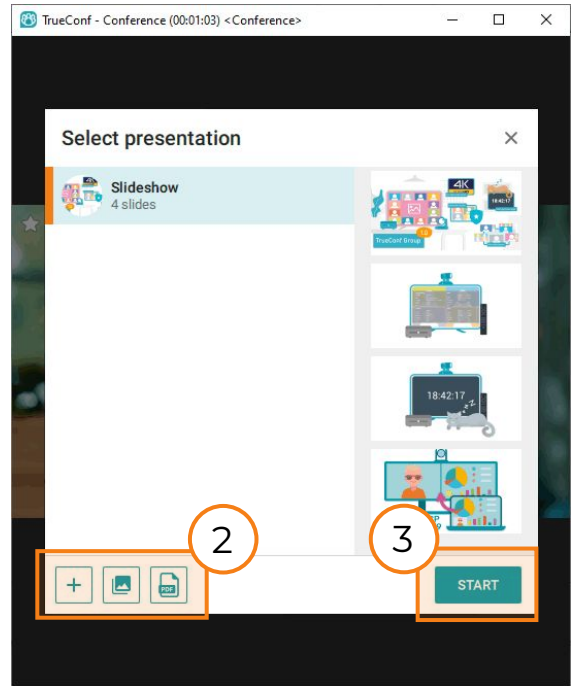 TrueConf - Conference (00:01:03) <Conference>
Select presentation
Slideshow
4 slides
4K
18:42:17
TrueConf Group
18:42:17
z z z
2
3
PDF
START